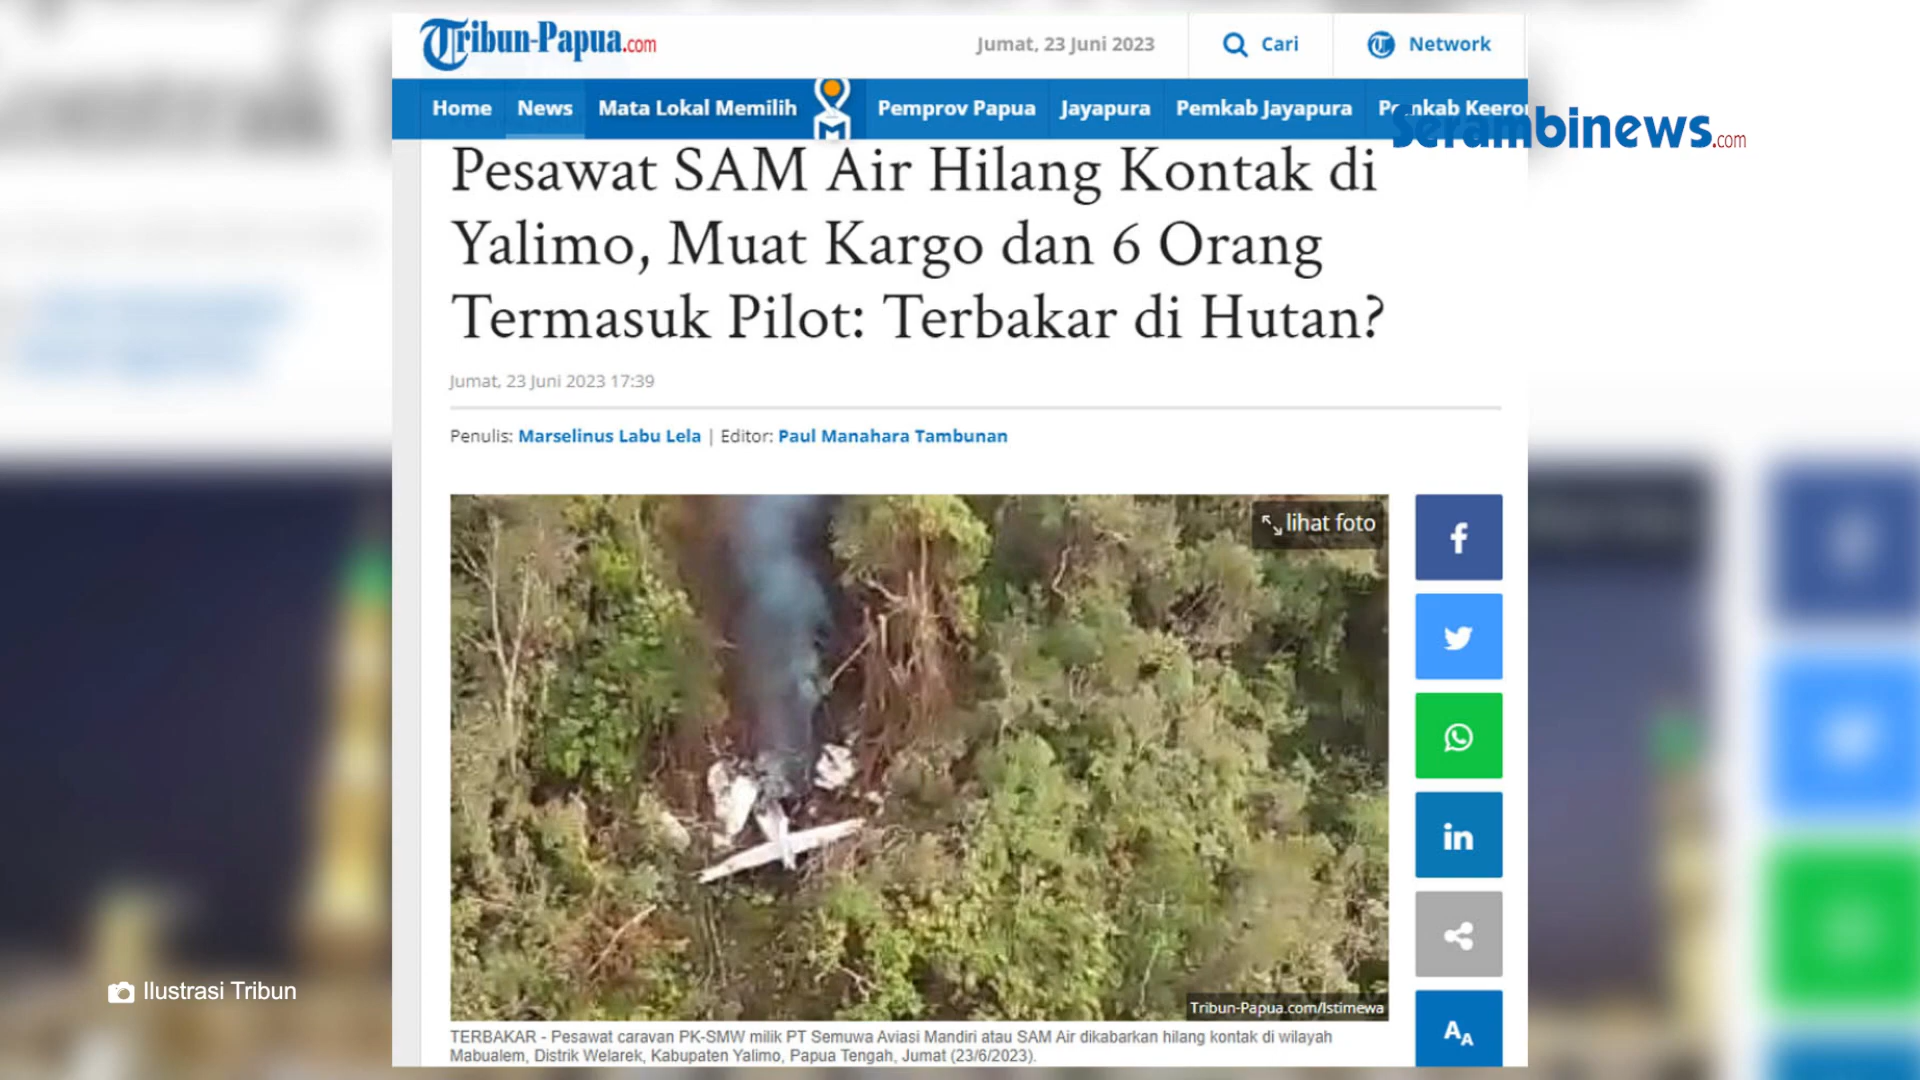 Tribun-Papua.com
Jumat, 23 Juni 2023
Cari
Network
Home
News
Mata Lokal Memilih
Pemprov Papua
Jayapura
Pemkab Jayapura
Pemkab Keerom
Serambinews.com
Pesawat SAM Air Hilang Kontak di
Yalimo, Muat Kargo dan 6 Orang
Termasuk Pilot: Terbakar di Hutan?
Jumat, 23 Juni 2023 17:39
Penulis: Marselinus Labu Lela | Editor: Paul Manahara Tambunan
lihat foto
Tribun-Papua.com/Istimewa
TERBAKAR - Pesawat caravan PK-SMW milik PT Semuwa Aviasi Mandiri atau SAM Air dikabarkan hilang kontak di wilayah
Mabualem, Distrik Welarek, Kabupaten Yalimo, Papua Tengah, Jumat (23/6/2023).
Ilustrasi Tribun